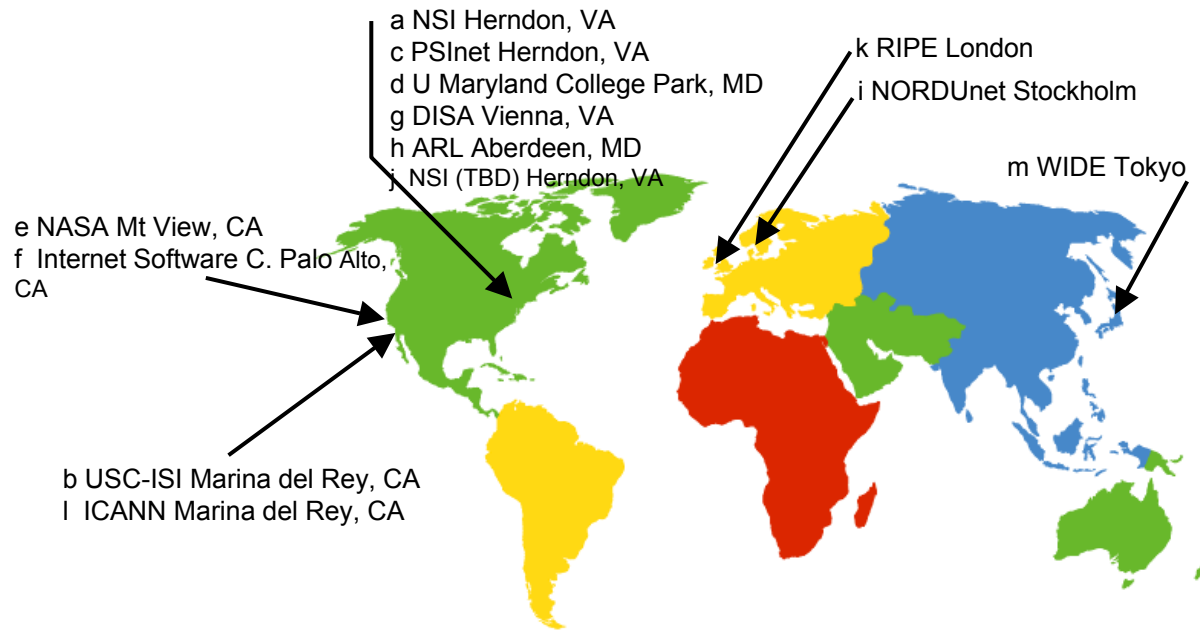 a NSI Herndon, VA
c PSInet Herndon, VA
d U Maryland College Park, MD
g DISA Vienna, VA
h ARL Aberdeen, MD
j NSI (TBD) Herndon, VA
k RIPE London
i NORDUnet Stockholm
m WIDE Tokyo
e NASA Mt View, CA
f Internet Software C. Palo Alto,
CA
b USC-ISI Marina del Rey, CA
l ICANN Marina del Rey, CA